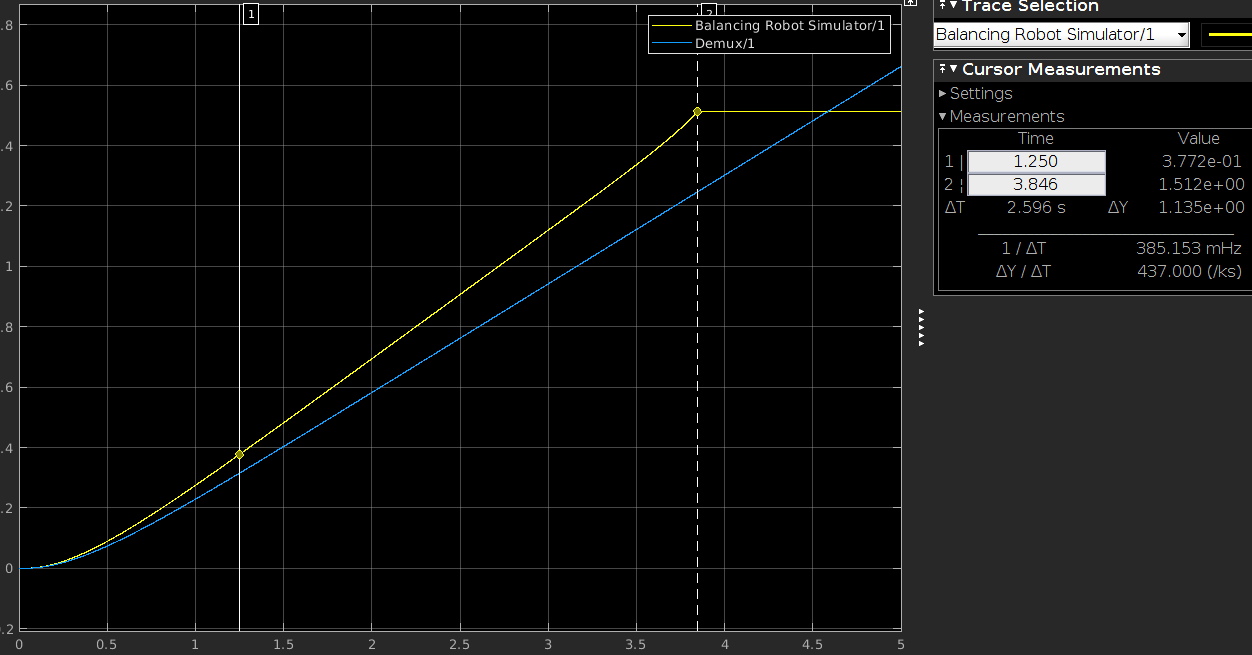 1
2
Balancing Robot Simulator/1
Demux/1
.8
.6
.4
.2
1
.8
.6
.4
.2
0
.2
0 0.5 1 1.5 2 2.5 3 3.5 4 4.5 5
Trace Selection
Balancing Robot Simulator/1
Cursor Measurements
Settings
Measurements
Time Value
1 | 1.250 3.772e-01
2 ¦ 3.846 1.512e+00
ΔT 2.596 s ΔY 1.135e+00
1 / ΔT 385.153 mHz
ΔY / ΔT 437.000 (/ks)